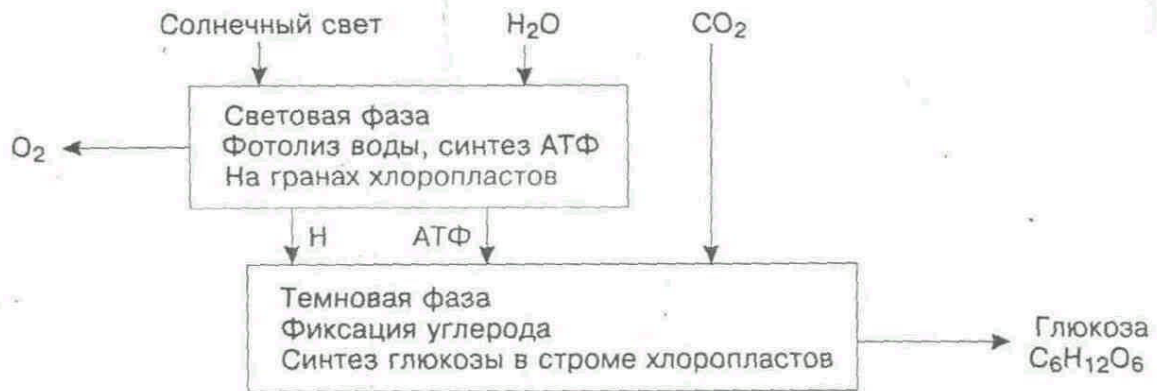 Солнечный свет H₂O CO₂
Световая фаза
O₂ Фотолиз воды, синтез АТФ
На гранах хлоропластов
Н АТФ
Темновая фаза
Фиксация углерода
Синтез глюкозы в строме хлоропластов
Глюкоза
C₆H₁₂O₆